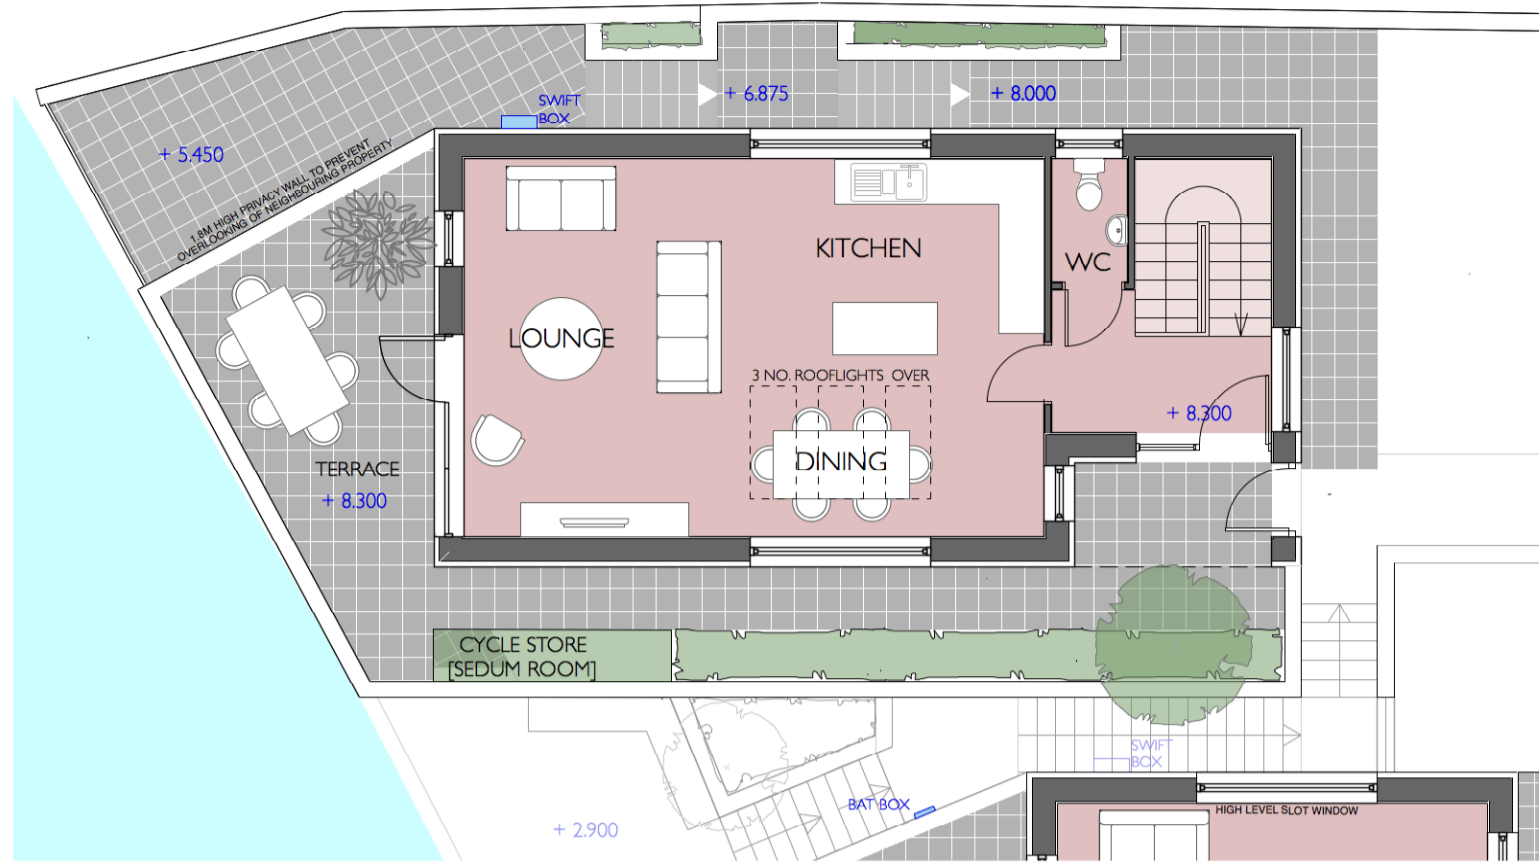 SWIFT
BOX
+ 6.875
+ 8.000
+ 5.450
1.8M HIGH PRIVACY WALL TO PREVENT
OVERLOOKING OF NEIGHBOURING PROPERTY
KITCHEN
WC
LOUNGE
3 NO. ROOFLIGHTS OVER
+ 8.300
DINING
TERRACE
+ 8.300
CYCLE STORE
[SEDUM ROOM]
SWIFT
BOX
BAT BOX
HIGH LEVEL SLOT WINDOW
+ 2.900